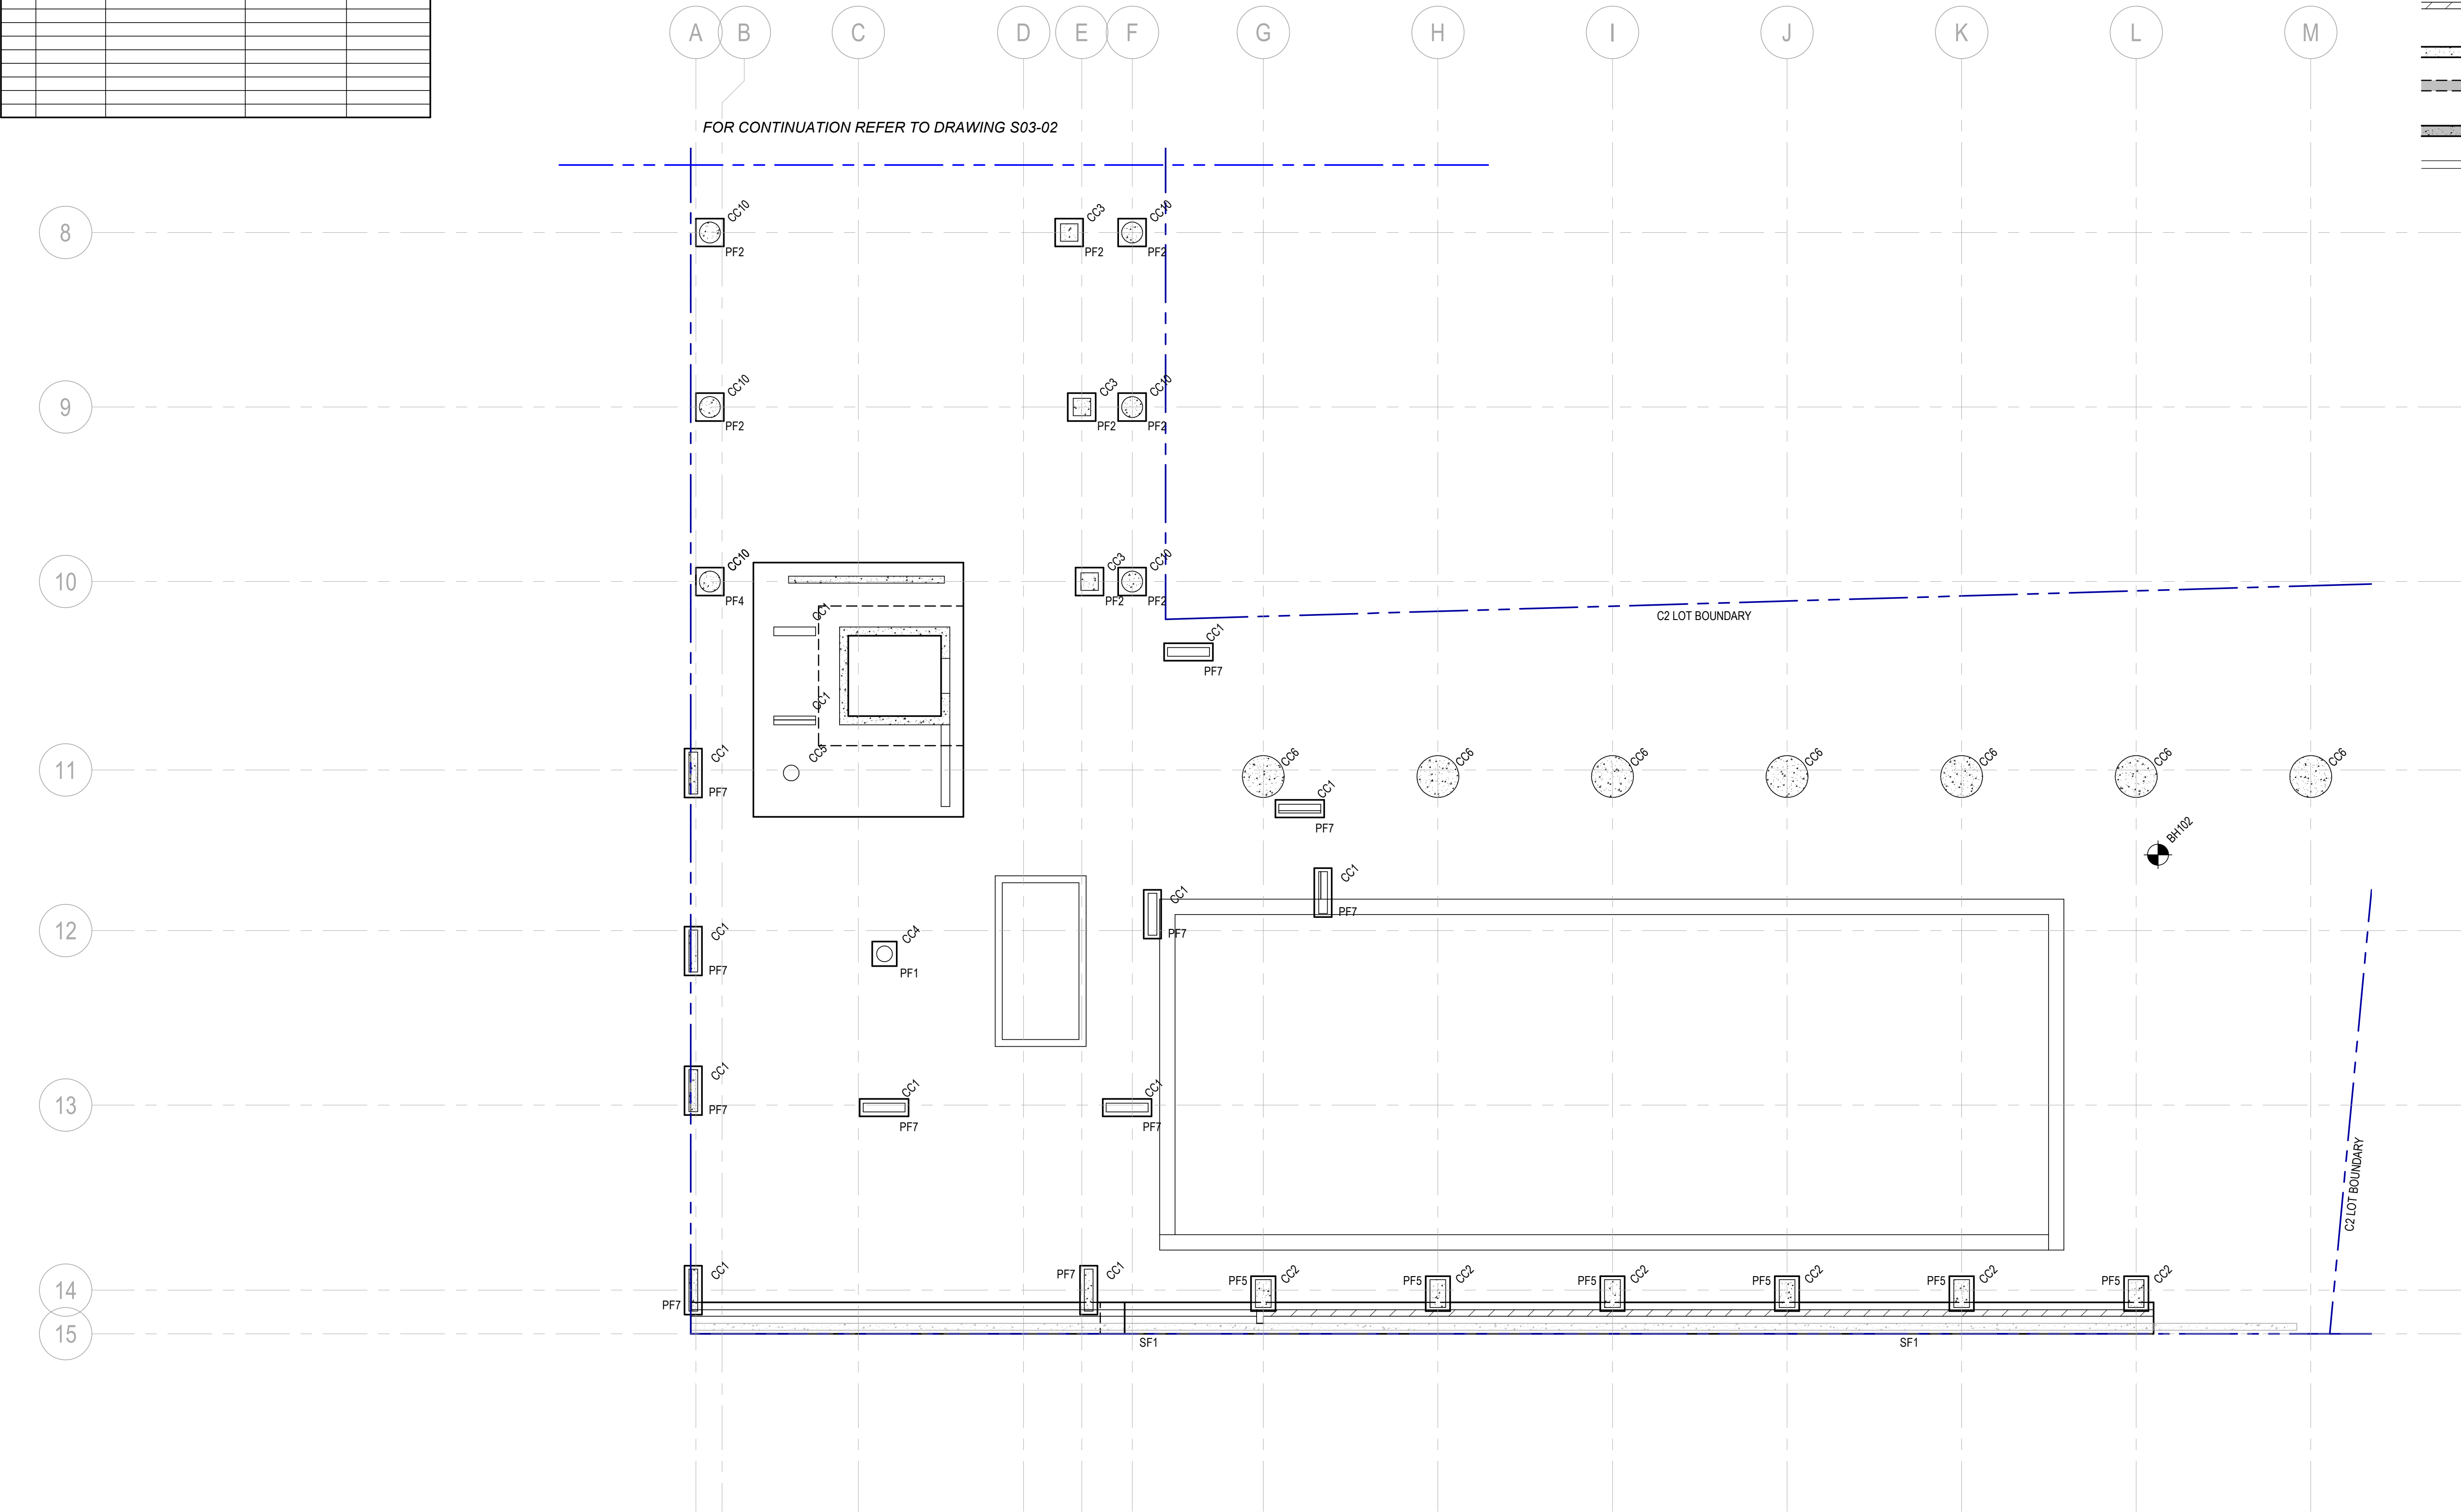 A B C D E F G H I J K L M
FOR CONTINUATION REFER TO DRAWING S03-02
CC10 CC3 CC10
8
PF2 PF2 PF2
CC10 CC3 CC10
9
PF2 PF2 PF2
CC10 CC3 CC10
10
PF4 PF2 PF2
CC1
C2 LOT BOUNDARY
CC1
PF7
CC1
CC1 CC5 CC6 CC6 CC6 CC6 CC6 CC6 CC6
11
PF7 CC1
PF7
BH102
CC1 CC1
PF7
CC1 CC4
12
PF7
PF7 PF1
CC1 CC1 CC1
13
PF7 PF7 PF7
C2 LOT BOUNDARY
CC1 PF7 CC1 PF5 CC2 PF5 CC2 PF5 CC2 PF5 CC2 PF5 CC2 PF5 CC2
14
PF7
15
SF1 SF1